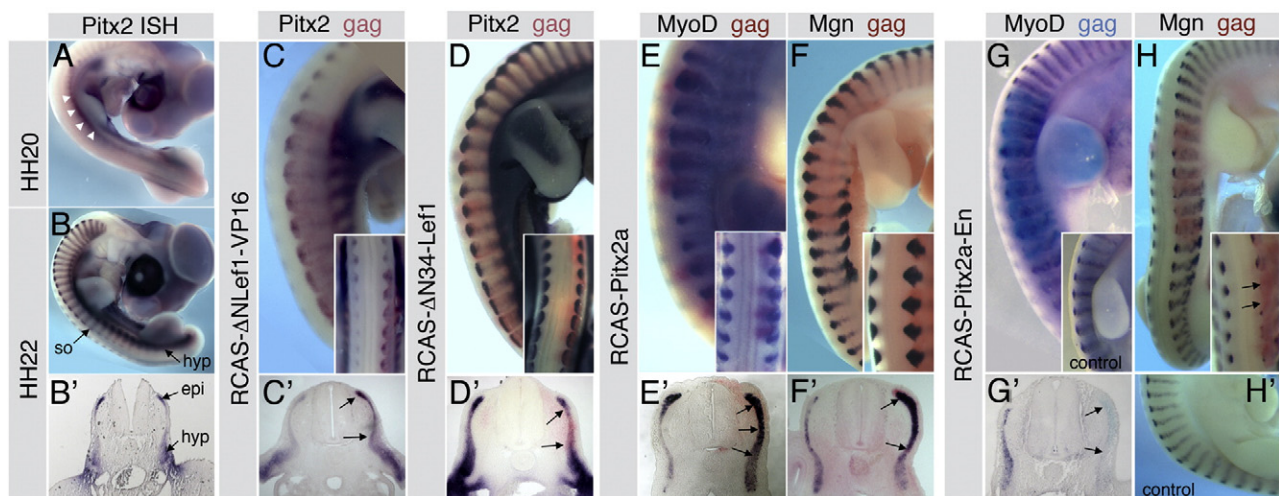 Pitx2 ISH
Pitx2 gag
Pitx2 gag
MyoD gag
Mgn gag
MyoD gag
Mgn gag
HH20
HH22
RCAS-ΔNLef1-VP16
RCAS-ΔN34-Lef1
RCAS-Pitx2a
RCAS-Pitx2a-En
A
B
so
hyp
B'
epi
hyp
C
C'
D
D'
E
E'
F
F'
G
control
G'
H
H'
control